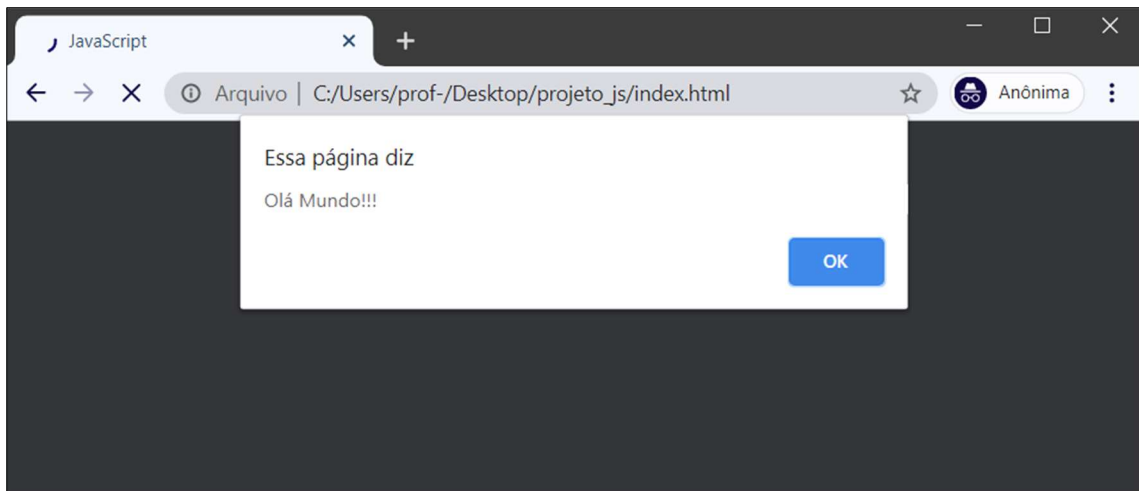 JavaScript
Arquivo | C:/Users/prof-/Desktop/projeto_js/index.html
Anônima
Essa página diz
Olá Mundo!!!
OK